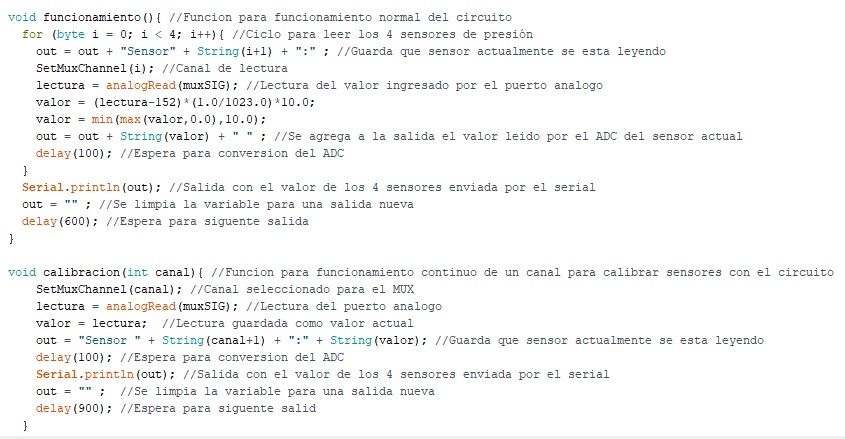 void funcionamiento(){ //Funcion para funcionamiento normal del circuito
for (byte i = 0; i < 4; i++){ //Ciclo para leer los 4 sensores de presión
out = out + "Sensor" + String(i+1) + ":" ; //Guarda que sensor actualmente se esta leyendo
SetMuxChannel(i); //Canal de lectura
lectura = analogRead(muxSIG); //Lectura del valor ingresado por el puerto analogo
valor = (lectura-152)*(1.0/1023.0)*10.0;
valor = min(max(valor,0.0),10.0);
out = out + String(valor) + " " ; //Se agrega a la salida el valor leido por el ADC del sensor actual
delay(100); //Espera para conversion del ADC
}
Serial.println(out); //Salida con el valor de los 4 sensores enviada por el serial
out = "" ; //Se limpia la variable para una salida nueva
delay(600); //Espera para siguente salida
}
void calibracion(int canal){ //Funcion para funcionamiento continuo de un canal para calibrar sensores con el circuito
SetMuxChannel(canal); //Canal seleccionado para el MUX
lectura = analogRead(muxSIG); //Lectura del puerto analogo
valor = lectura;  //Lectura guardada como valor actual
out = "Sensor " + String(canal+1) + ":" + String(valor); //Guarda que sensor actualmente se esta leyendo
delay(100); //Espera para conversion del ADC
Serial.println(out); //Salida con el valor de los 4 sensores enviada por el serial
out = "" ;  //Se limpia la variable para una salida nueva
delay(900); //Espera para siguente salid
}